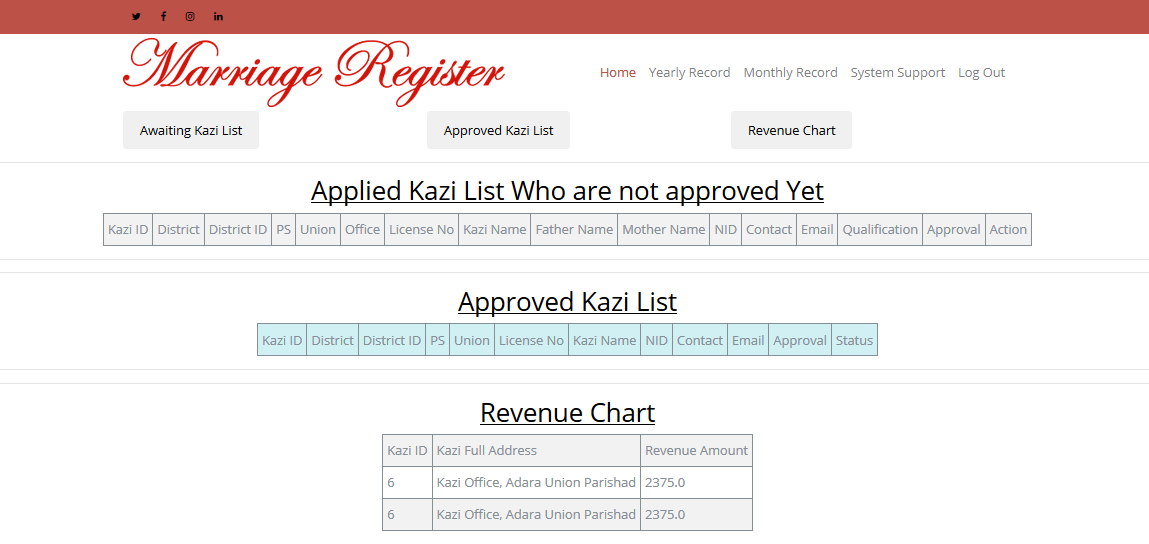 Marriage Register
Home Yearly Record Monthly Record System Support Log Out
Awaiting Kazi List Approved Kazi List Revenue Chart
Applied Kazi List Who are not approved Yet
Kazi ID District District ID PS Union Office License No Kazi Name Father Name Mother Name NID Contact Email Qualification Approval Action
Approved Kazi List
Kazi ID District District ID PS Union License No Kazi Name NID Contact Email Approval Status
Revenue Chart
Kazi ID Kazi Full Address Revenue Amount
6 Kazi Office, Adara Union Parishad 2375.0
6 Kazi Office, Adara Union Parishad 2375.0